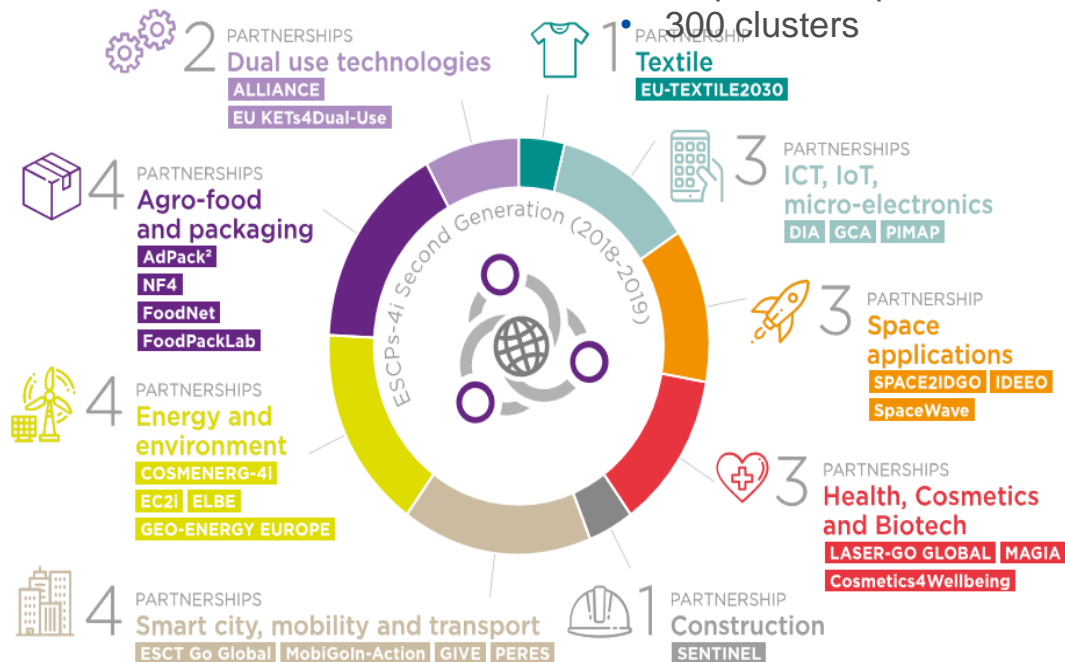 300 clusters
2 PARTNERSHIPS
Dual use technologies
ALLIANCE
EU KETs4Dual-Use
1 PARTNERSHIP
Textile
EU-TEXTILE2030
3 PARTNERSHIPS
ICT, IoT,
micro-electronics
DIA GCA PIMAP
4 PARTNERSHIPS
Agro-food
and packaging
AdPack²
NF4
FoodNet
FoodPackLab
ESCPs-4i Second Generation (2018-2019)
3 PARTNERSHIP
Space
applications
SPACE2IDGO IDEEO
SpaceWave
4 PARTNERSHIPS
Energy and
environment
COSMENERG-4i
EC2i ELBE
GEO-ENERGY EUROPE
3 PARTNERSHIPS
Health, Cosmetics
and Biotech
LASER-GO GLOBAL MAGIA
Cosmetics4Wellbeing
4 PARTNERSHIPS
Smart city, mobility and transport
ESCT Go Global MobiGoIn-Action GIVE PERES
1 PARTNERSHIP
Construction
SENTINEL